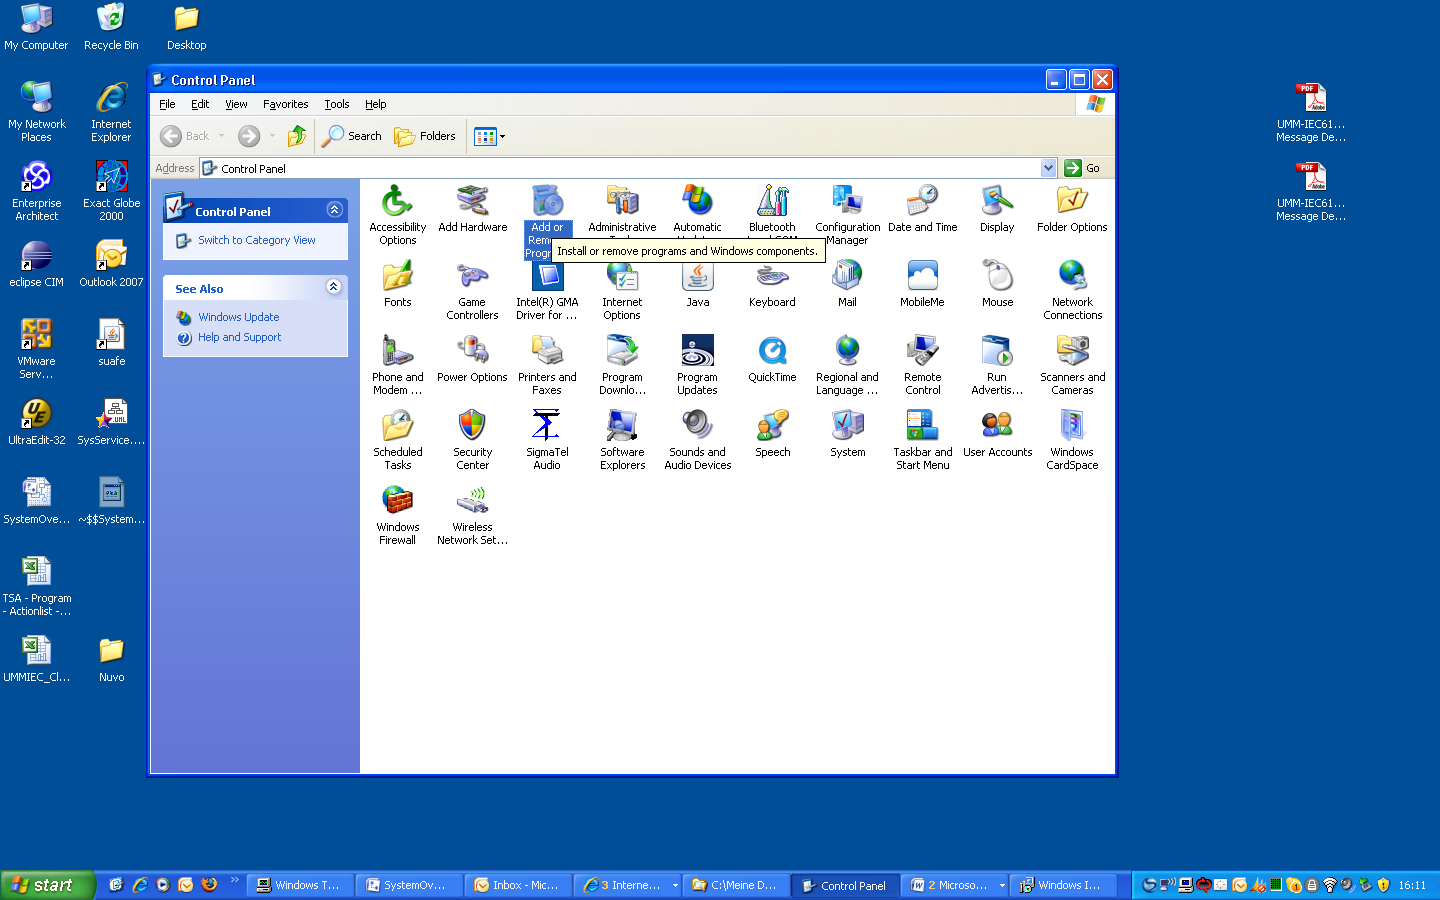 My Computer
Recycle Bin
Desktop
My Network
Places
Internet
Explorer
Enterprise
Architect
Exact Globe
2000
eclipse CIM
Outlook 2007
VMware
Serv...
suafe
UltraEdit-32
SysService....
SystemOve...
~$$System...
TSA - Program
- Actionlist -...
UMMIEC_Cl...
Nuvo
Control Panel
File Edit View Favorites Tools Help
Back Search Folders
Address Control Panel Go
Control Panel
Switch to Category View
See Also
Windows Update
Help and Support
Accessibility
Options
Add Hardware
Add or
Administrative
Automatic
Bluetooth
Configuration
Manager
Date and Time
Display
Folder Options
Install or remove programs and Windows components.
Fonts
Game
Controllers
Intel(R) GMA
Driver for ...
Internet
Options
Java
Keyboard
Mail
MobileMe
Mouse
Network
Connections
Phone and
Modem ...
Power Options
Printers and
Faxes
Program
Downlo...
Program
Updates
QuickTime
Regional and
Language ...
Remote
Control
Run
Advertis...
Scanners and
Cameras
Scheduled
Tasks
Security
Center
SigmaTel
Audio
Software
Explorers
Sounds and
Audio Devices
Speech
System
Taskbar and
Start Menu
User Accounts
Windows
CardSpace
Windows
Firewall
Wireless
Network Set...
PDF
Adobe
UMM-IEC61...
Message De...
PDF
Adobe
UMM-IEC61...
Message De...
start
Windows T...
SystemOv...
Inbox - Mic...
3 Interne...
C:\Meine D...
Control Panel
2 Microso...
Windows I...
16:11